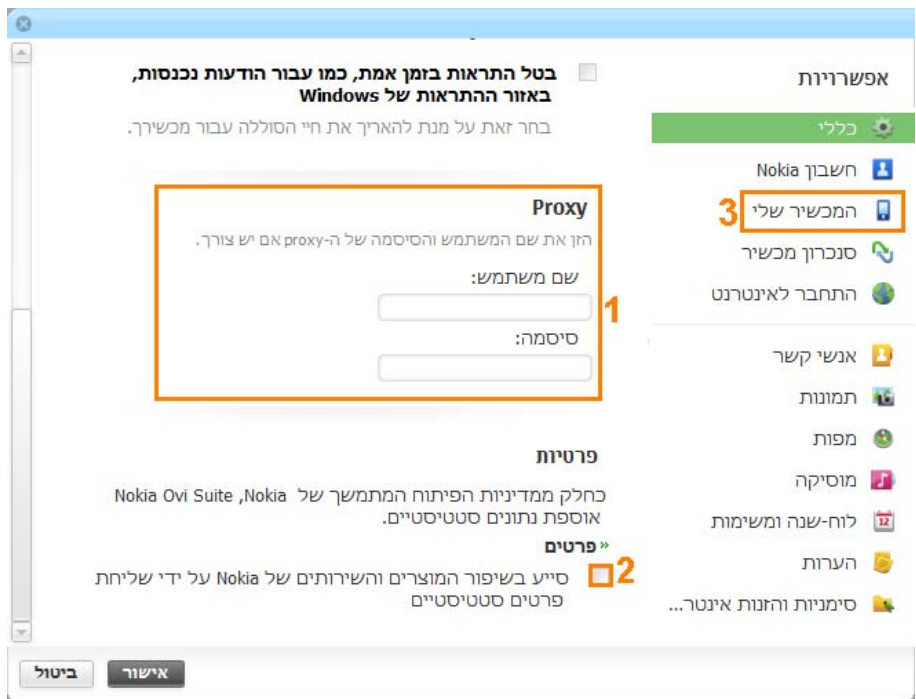 אפשרויות
כללי
חשבון Nokia
המכשיר שלי
3
סנכרון מכשיר
התחבר לאינטרנט
אנשי קשר
תמונות
מפות
מוסיקה
לוח-שנה ומשימות
הערות
סימניות והזנות אינטר...
בטל התראות בזמן אמת, כמו עבור הודעות נכנסות,
באזור ההתראות של Windows
בחר זאת על מנת להאריך את חיי הסוללה עבור מכשירך.
Proxy
הזן את שם המשתמש והסיסמה של ה-proxy אם יש צורך.
שם משתמש:
1
סיסמה:
פרטיות
כחלק ממדיניות הפיתוח המתמשך של Nokia Ovi Suite ,Nokia
אוספת נתונים סטטיסטיים.
» פרטים
2
סייע בשיפור המוצרים והשירותים של Nokia על ידי שליחת
פרטים סטטיסטיים
אישור
ביטול